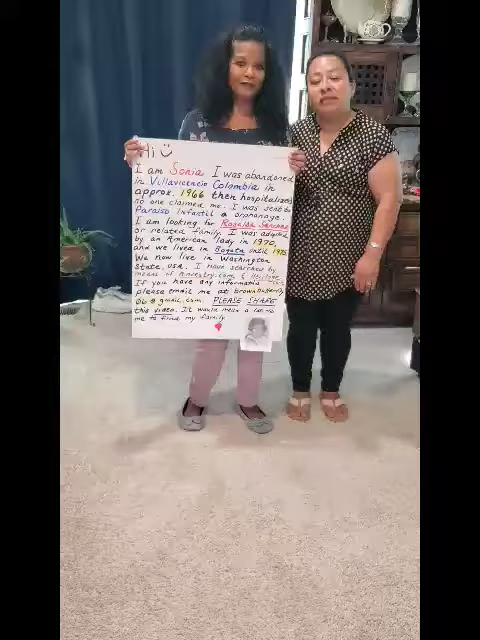 Hi
I am Sonia I was abandoned
in Villavicencio Colombia in
approx. 1966 then hospitalized
no one claimed me. I was sent to
Paraiso Infantil a orphanage.
I am looking for
or related family. I was adopted
by an American lady in 1970,
and we lived in Bogota until 1975
We now live in Washington
State, USA. I have searched by
means of Ancestry.com &
If you have any information
please email me at
06@gmail.com. PLEASE SHARE
this video. It would mean a lot to
me to find my family